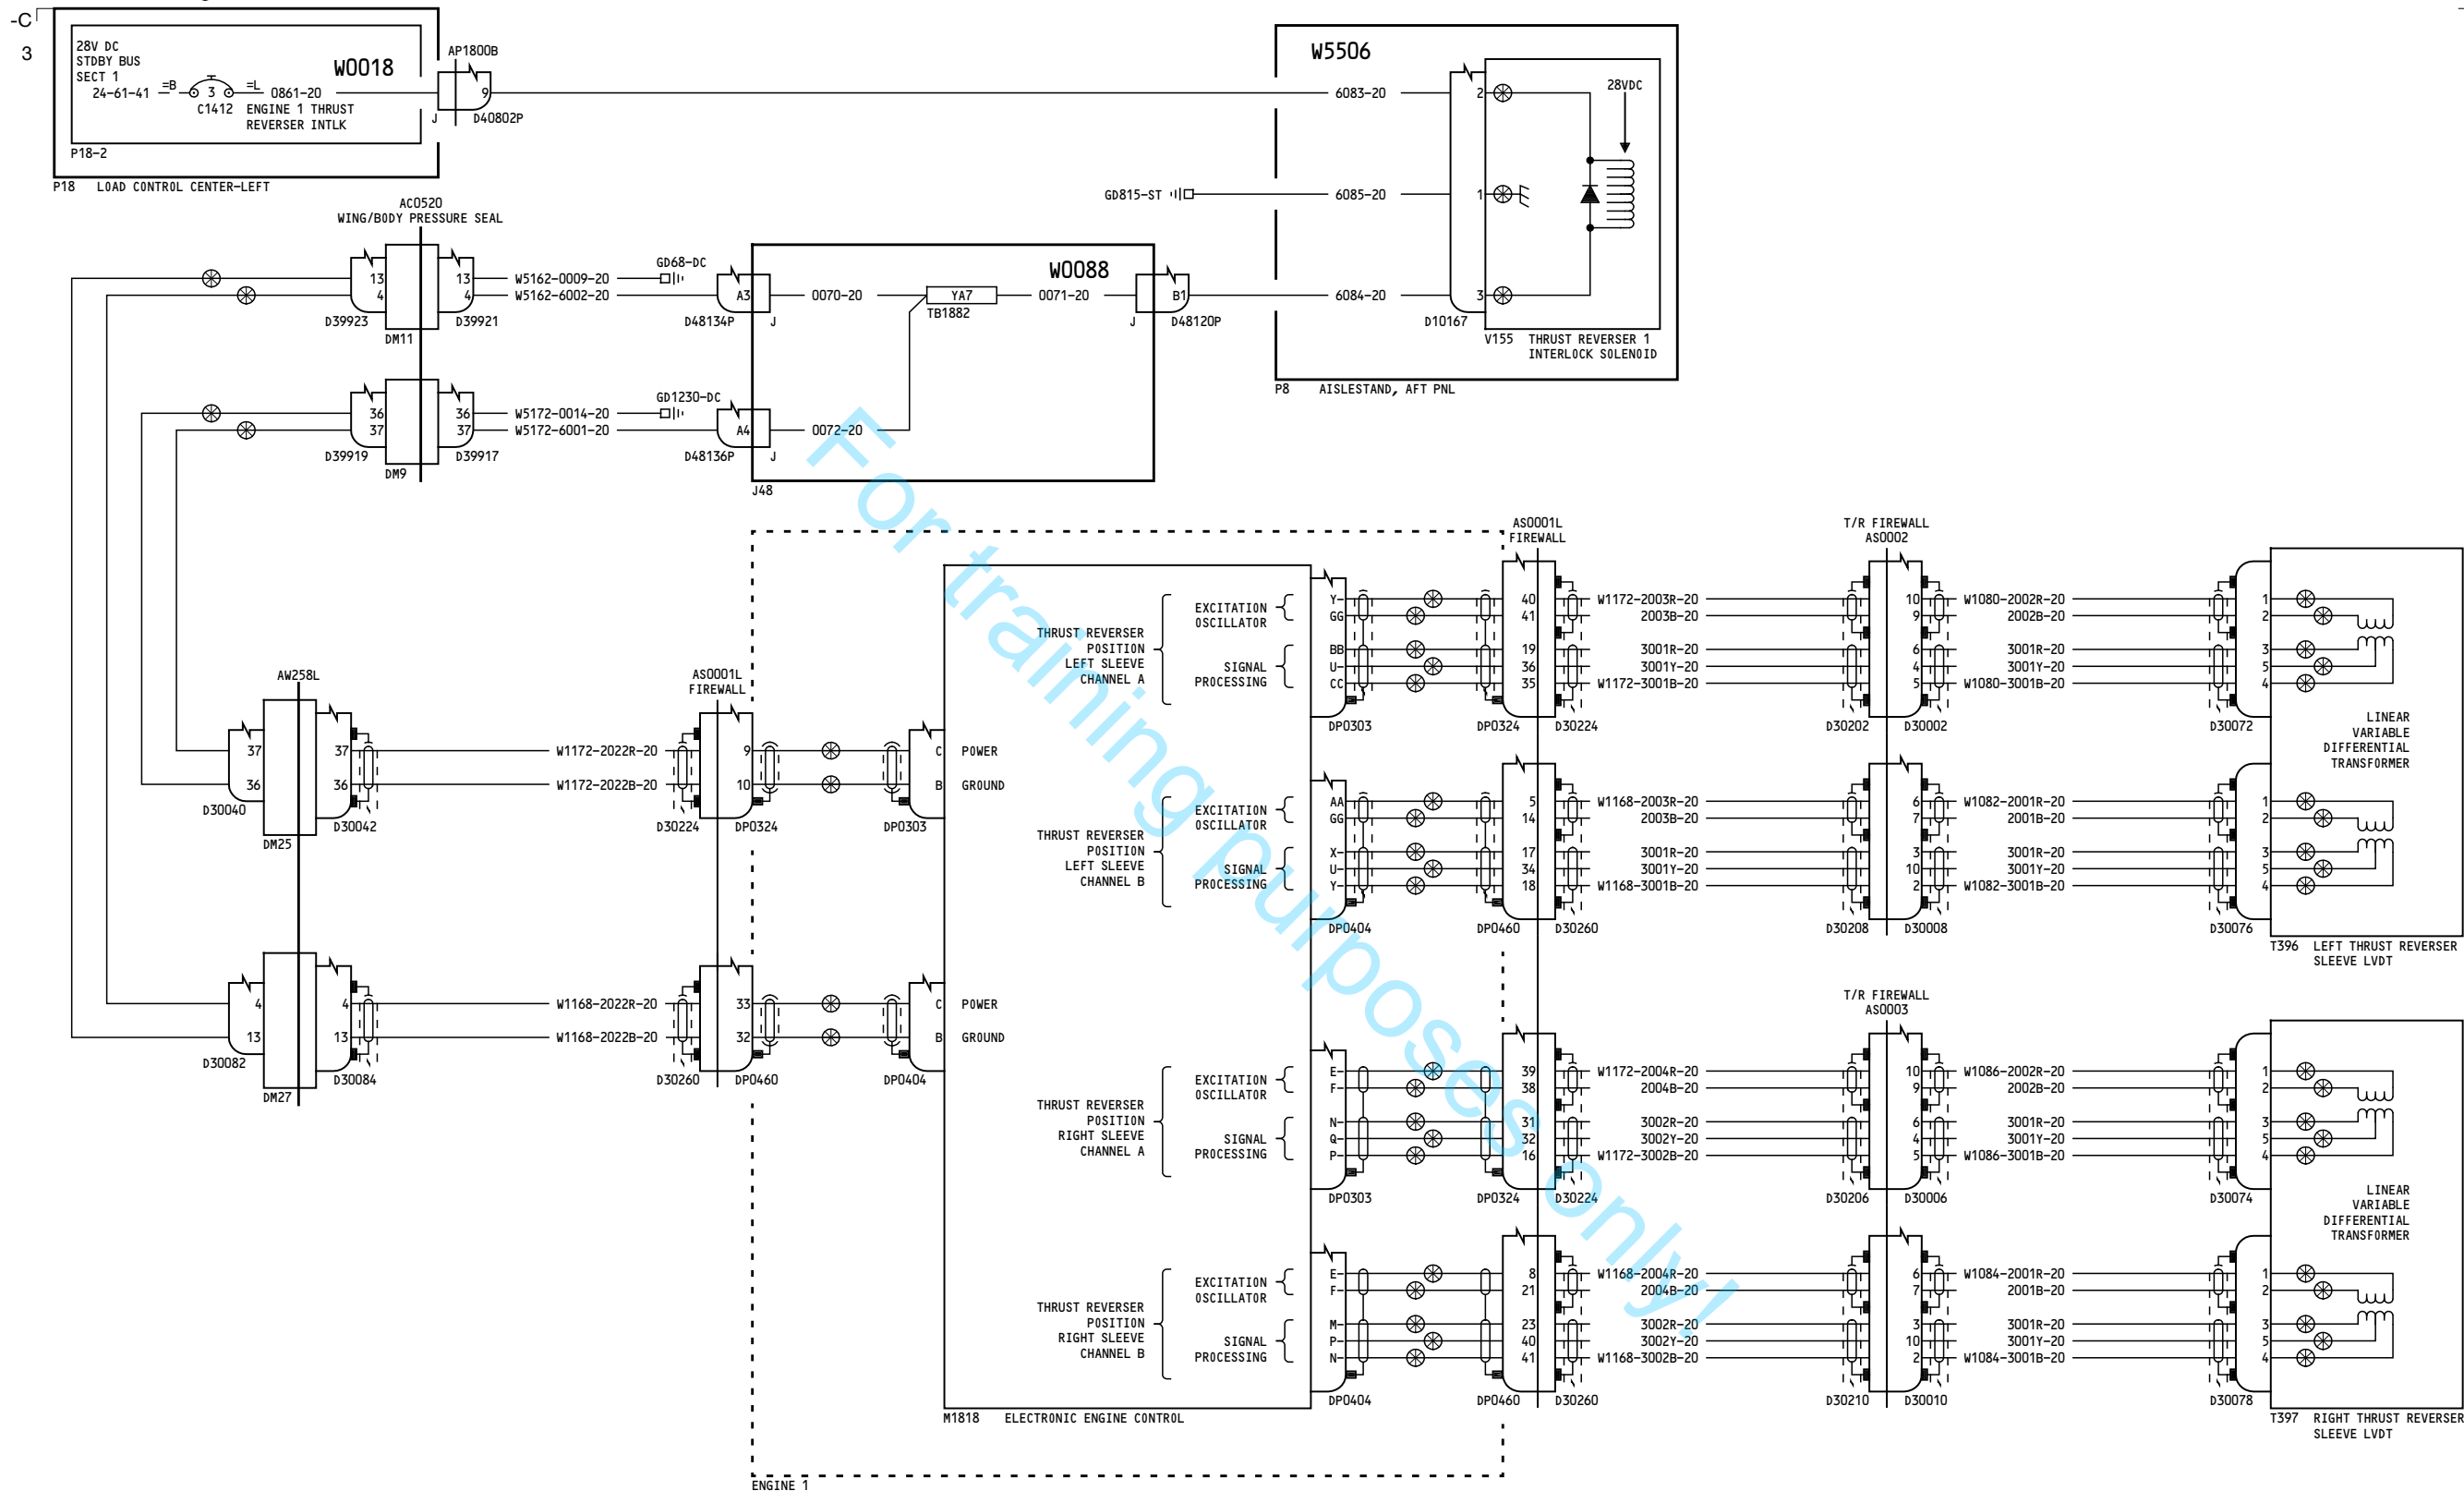 -C
3
28V DC
STDBY BUS
SECT 1
24-61-41
=B
3
=L
0861-20
C1412
ENGINE 1 THRUST
REVERSER INTLK
W0018
P18-2
P18 LOAD CONTROL CENTER-LEFT
AP1800B
9
J
D40802P
W5506
6083-20
2
28VDC
GD815-ST
6085-20
1
6084-20
3
D10167
V155 THRUST REVERSER 1
INTERLOCK SOLENOID
P8 AISLESTAND, AFT PNL
AC0520
WING/BODY PRESSURE SEAL
13 13 W5162-0009-20 GD68-DC
4 4 W5162-6002-20 A3 0070-20
D39923 D39921 D48134P J
DM11
W0088
YA7
TB1882
0071-20
B1
J D48120P
36 36 W5172-0014-20 GD1230-DC
37 37 W5172-6001-20 A4 0072-20
D39919 D39917 D48136P J
DM9
J48
AW258L
37 37 W1172-2022R-20
36 36 W1172-2022B-20
D30040 D30042
DM25
AS0001L
FIREWALL
9 C POWER
10 B GROUND
D30224 DP0324 DP0303
4 4 W1168-2022R-20 33 C POWER
13 13 W1168-2022B-20 32 B GROUND
D30082 D30084 D30260 DP0460 DP0404
DM27
AS0001L
FIREWALL
T/R FIREWALL
AS0002
THRUST REVERSER
POSITION
LEFT SLEEVE
CHANNEL A
EXCITATION
OSCILLATOR
SIGNAL
PROCESSING
Y- 40 W1172-2003R-20 10 W1080-2002R-20 1
GG 41 2003B-20 9 2002B-20 2
BB 19 3001R-20 6 3001R-20 3
U- 36 3001Y-20 4 3001Y-20 5
CC 35 W1172-3001B-20 5 W1080-3001B-20 4
DP0303 DP0324 D30224 D30202 D30002 D30072
LINEAR
VARIABLE
DIFFERENTIAL
TRANSFORMER
THRUST REVERSER
POSITION
LEFT SLEEVE
CHANNEL B
EXCITATION
OSCILLATOR
SIGNAL
PROCESSING
AA 5 W1168-2003R-20 6 W1082-2001R-20 1
GG 14 2003B-20 7 2001B-20 2
X- 17 3001R-20 3 3001R-20 3
U- 34 3001Y-20 10 3001Y-20 5
Y- 18 W1168-3001B-20 2 W1082-3001B-20 4
DP0404 DP0460 D30260 D30208 D30008 D30076
T396 LEFT THRUST REVERSER
SLEEVE LVDT
T/R FIREWALL
AS0003
THRUST REVERSER
POSITION
RIGHT SLEEVE
CHANNEL A
EXCITATION
OSCILLATOR
SIGNAL
PROCESSING
E- 39 W1172-2004R-20 10 W1086-2002R-20 1
F- 38 2004B-20 9 2002B-20 2
N- 31 3002R-20 6 3001R-20 3
Q- 32 3002Y-20 4 3001Y-20 5
P- 16 W1172-3002B-20 5 W1086-3001B-20 4
DP0303 DP0324 D30224 D30206 D30006 D30074
LINEAR
VARIABLE
DIFFERENTIAL
TRANSFORMER
THRUST REVERSER
POSITION
RIGHT SLEEVE
CHANNEL B
EXCITATION
OSCILLATOR
SIGNAL
PROCESSING
E- 8 W1168-2004R-20 6 W1084-2001R-20 1
F- 21 2004B-20 7 2001B-20 2
M- 23 3002R-20 3 3001R-20 3
P- 40 3002Y-20 10 3001Y-20 5
N- 41 W1168-3002B-20 2 W1084-3001B-20 4
DP0404 DP0460 D30260 D30210 D30010 D30078
M1818 ELECTRONIC ENGINE CONTROL
T397 RIGHT THRUST REVERSER
SLEEVE LVDT
ENGINE 1
For training purposes only!